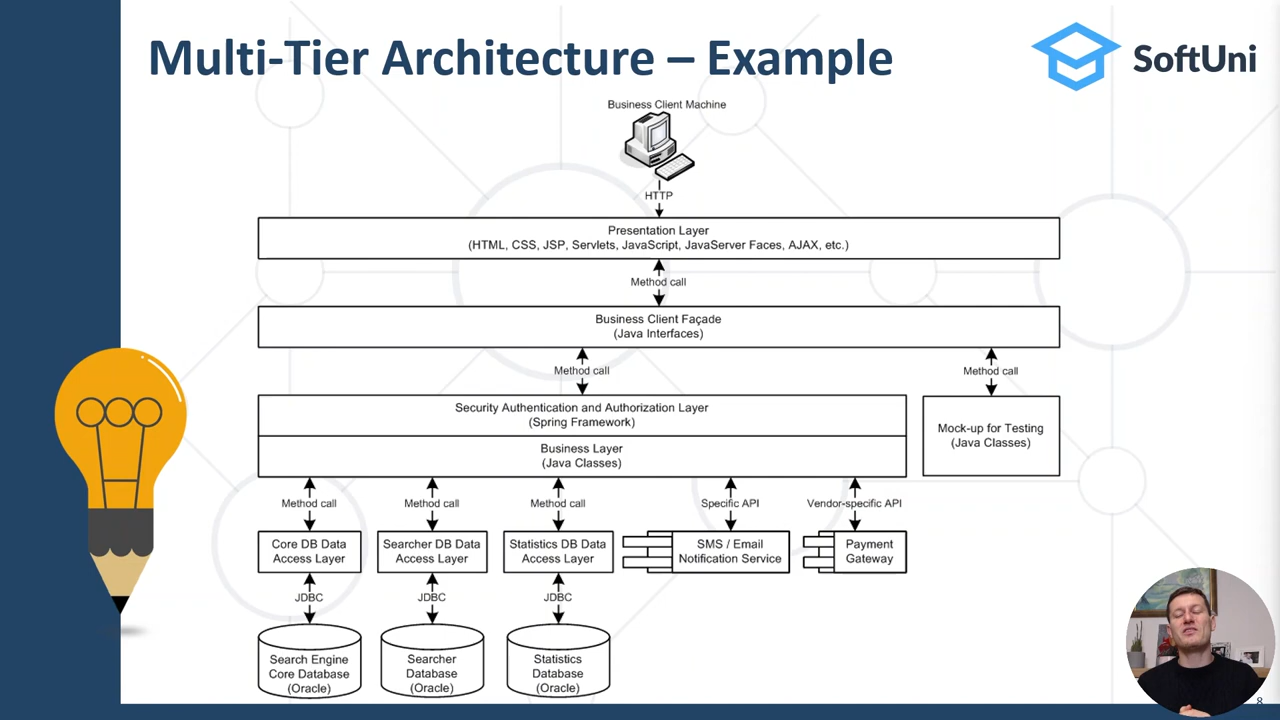 Multi-Tier Architecture – Example
SoftUni
Business Client Machine
HTTP
Presentation Layer
(HTML, CSS, JSP, Servlets, JavaScript, JavaServer Faces, AJAX, etc.)
Method call
Business Client Façade
(Java Interfaces)
Method call
Method call
Security Authentication and Authorization Layer
(Spring Framework)
Business Layer
(Java Classes)
Mock-up for Testing
(Java Classes)
Method call
Method call
Method call
Specific API
Vendor-specific API
Core DB Data
Access Layer
Searcher DB Data
Access Layer
Statistics DB Data
Access Layer
SMS / Email
Notification Service
Payment
Gateway
JDBC
JDBC
JDBC
Search Engine
Core Database
(Oracle)
Searcher
Database
(Oracle)
Statistics
Database
(Oracle)
8